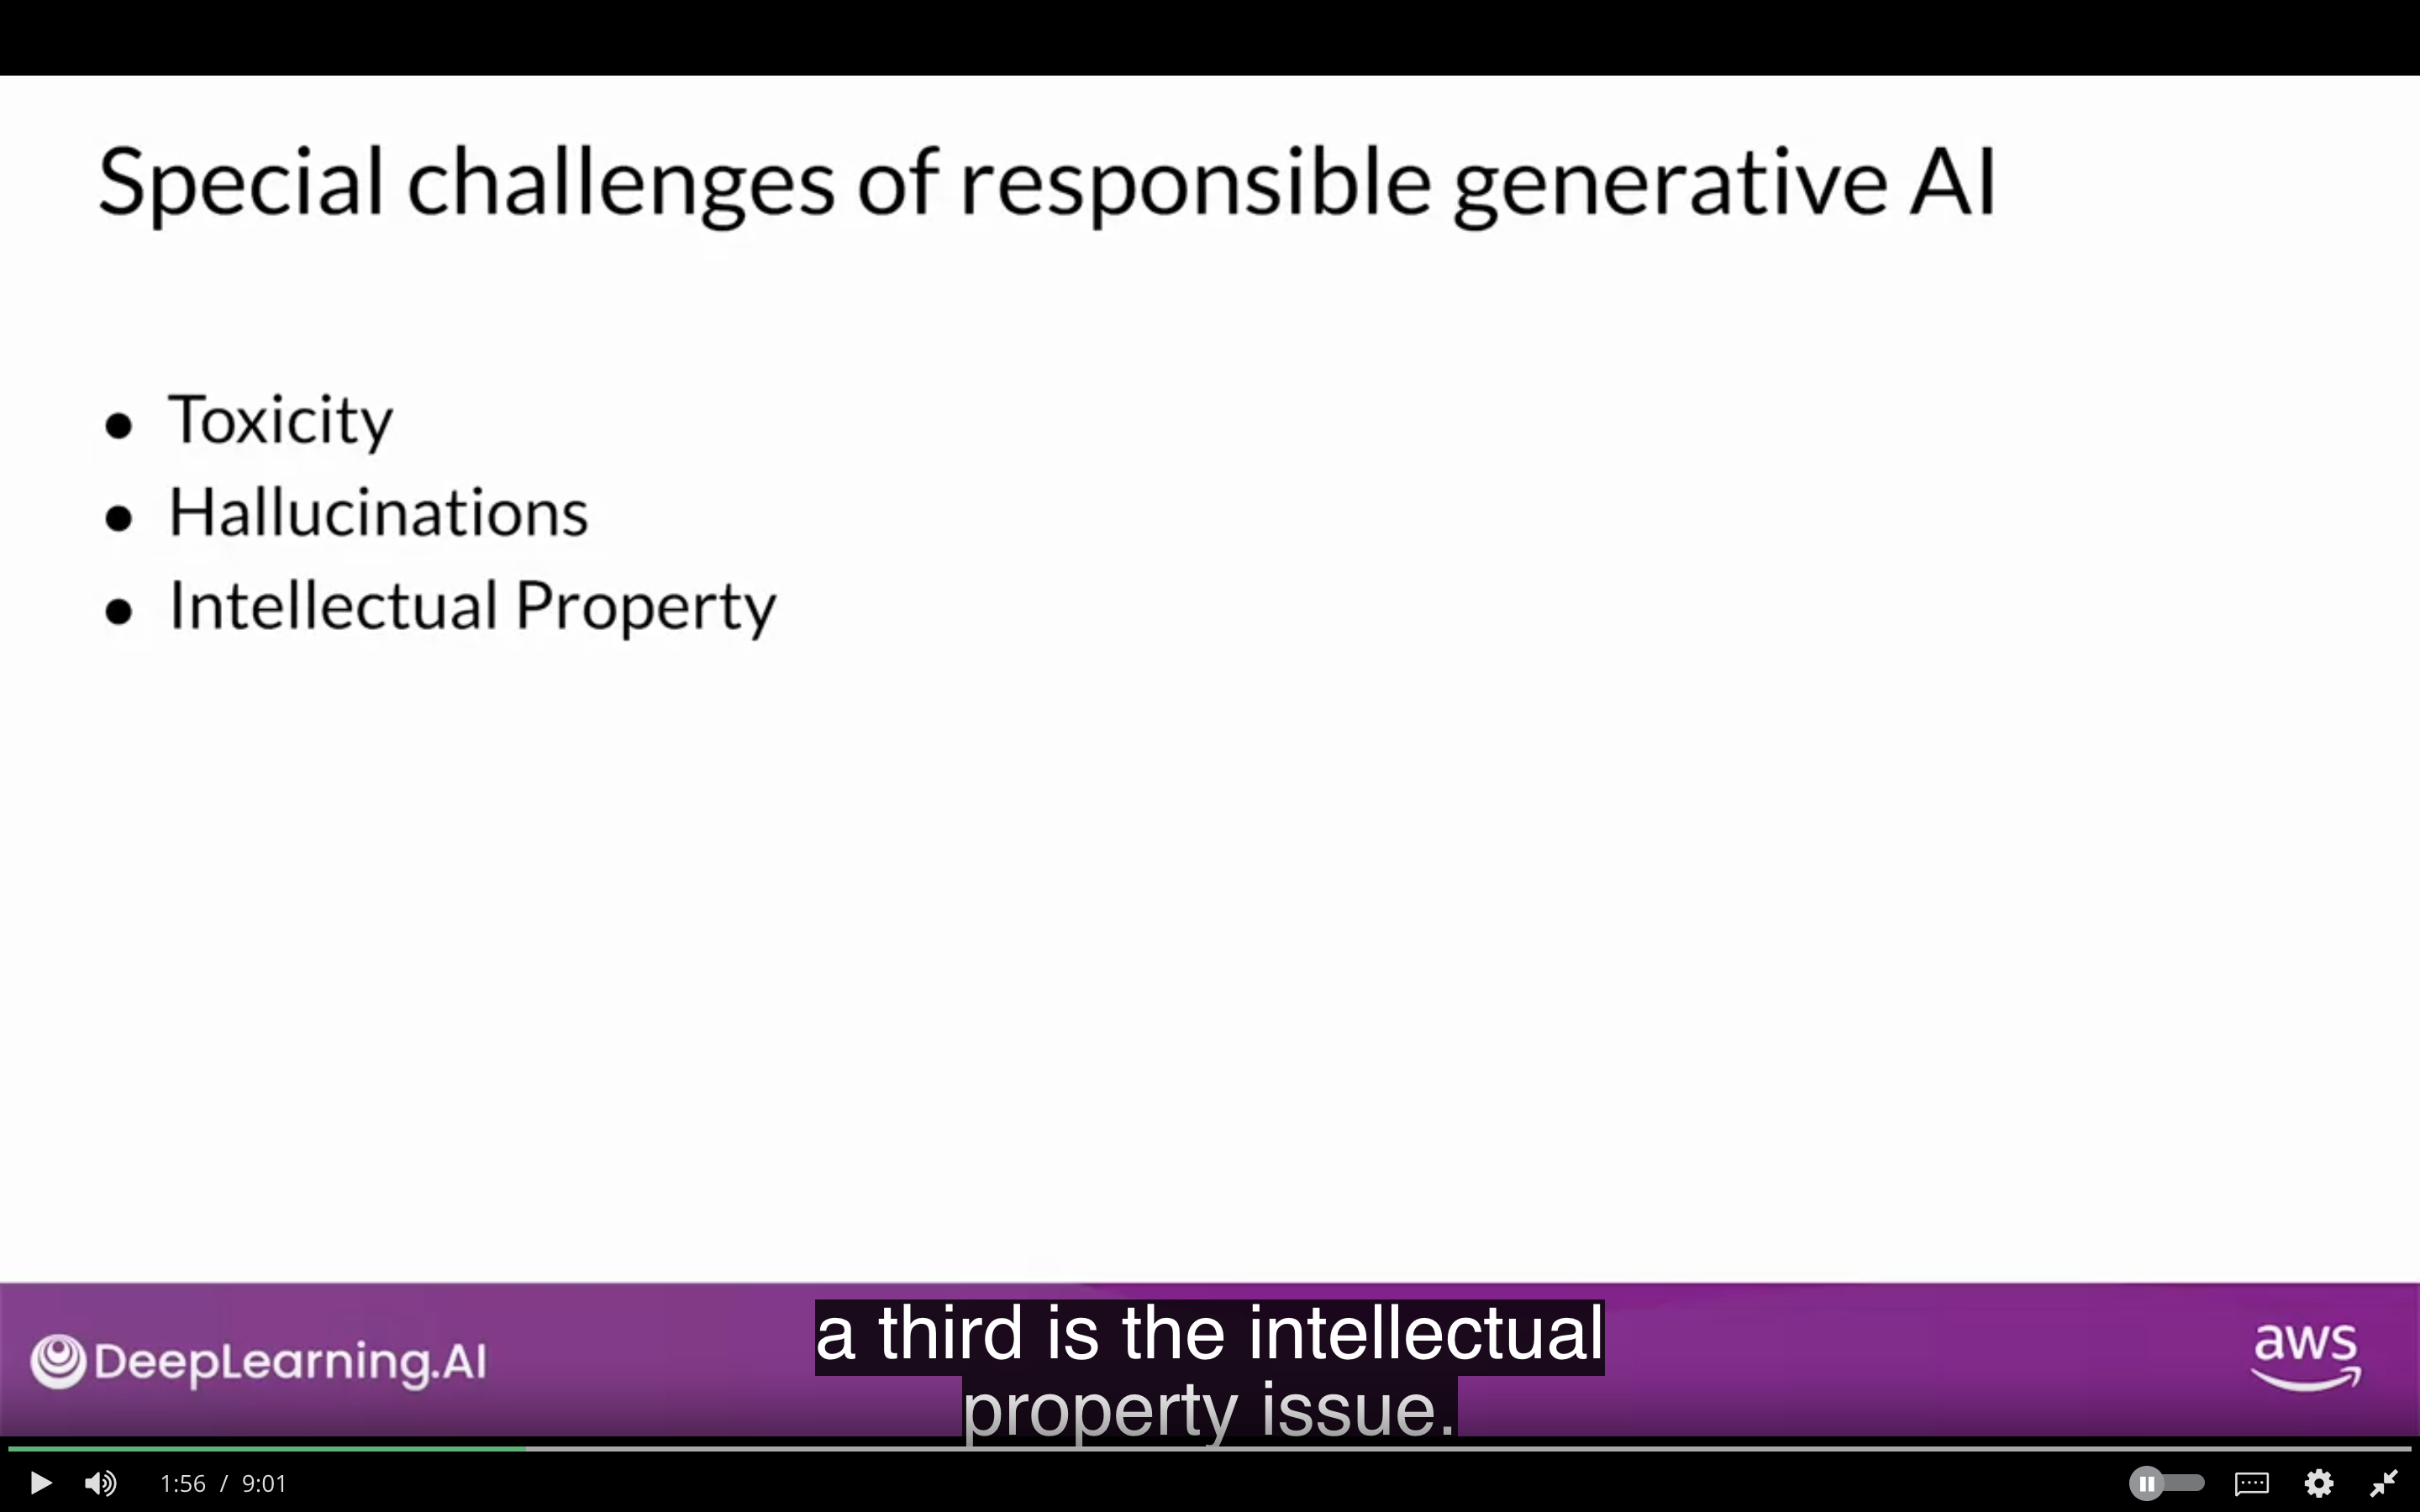 Special challenges of responsible generative AI
● Toxicity
● Hallucinations
● Intellectual Property
DeepLearning.AI
a third is the intellectual
property issue.
aws
1:56 / 9:01